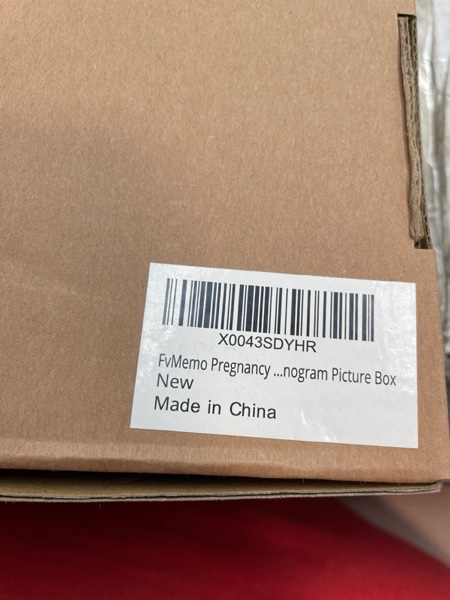 X0043SDYHR
FvMemo Pregnancy ...nogram Picture Box
New
Made in China